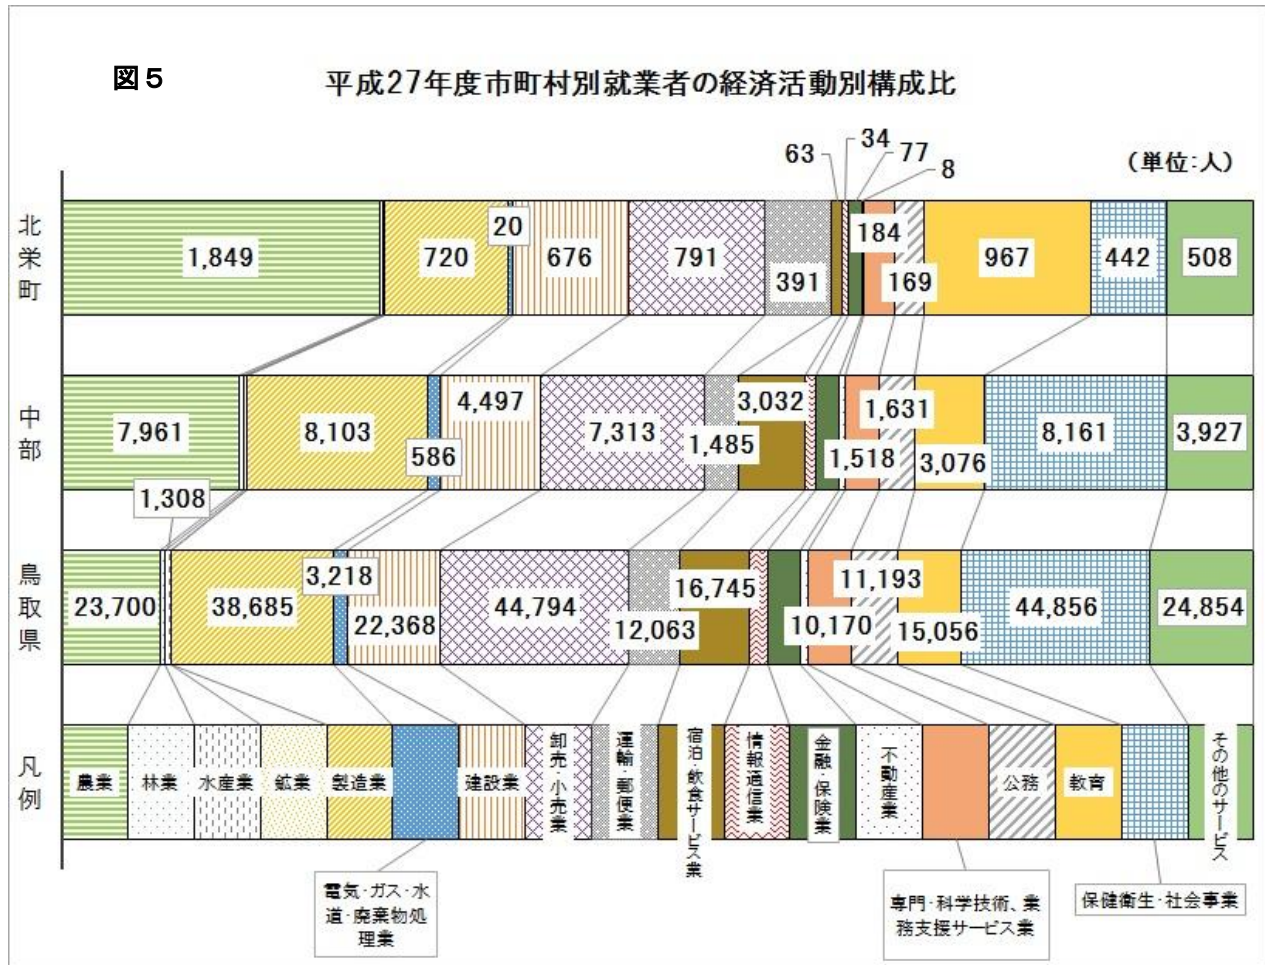 図５
平成27年度市町村別就業者の経済活動別構成比
（単位:人）
63
34
77
8
北栄町
1,849
720
20
676
791
391
184
169
967
442
508
中部
7,961
8,103
586
4,497
7,313
1,485
3,032
1,518
1,631
3,076
8,161
3,927
1,308
鳥取県
23,700
38,685
3,218
22,368
44,794
12,063
16,745
10,170
11,193
15,056
44,856
24,854
凡例
農業
林業
水産業
鉱業
製造業
建設業
卸売・小売業
運輸・郵便業
宿泊・飲食サービス業
情報通信業
金融・保険業
不動産業
公務
教育
その他のサービス
電気・ガス・水
道・廃棄物処
理業
専門・科学技術、業
務支援サービス業
保健衛生・社会事業